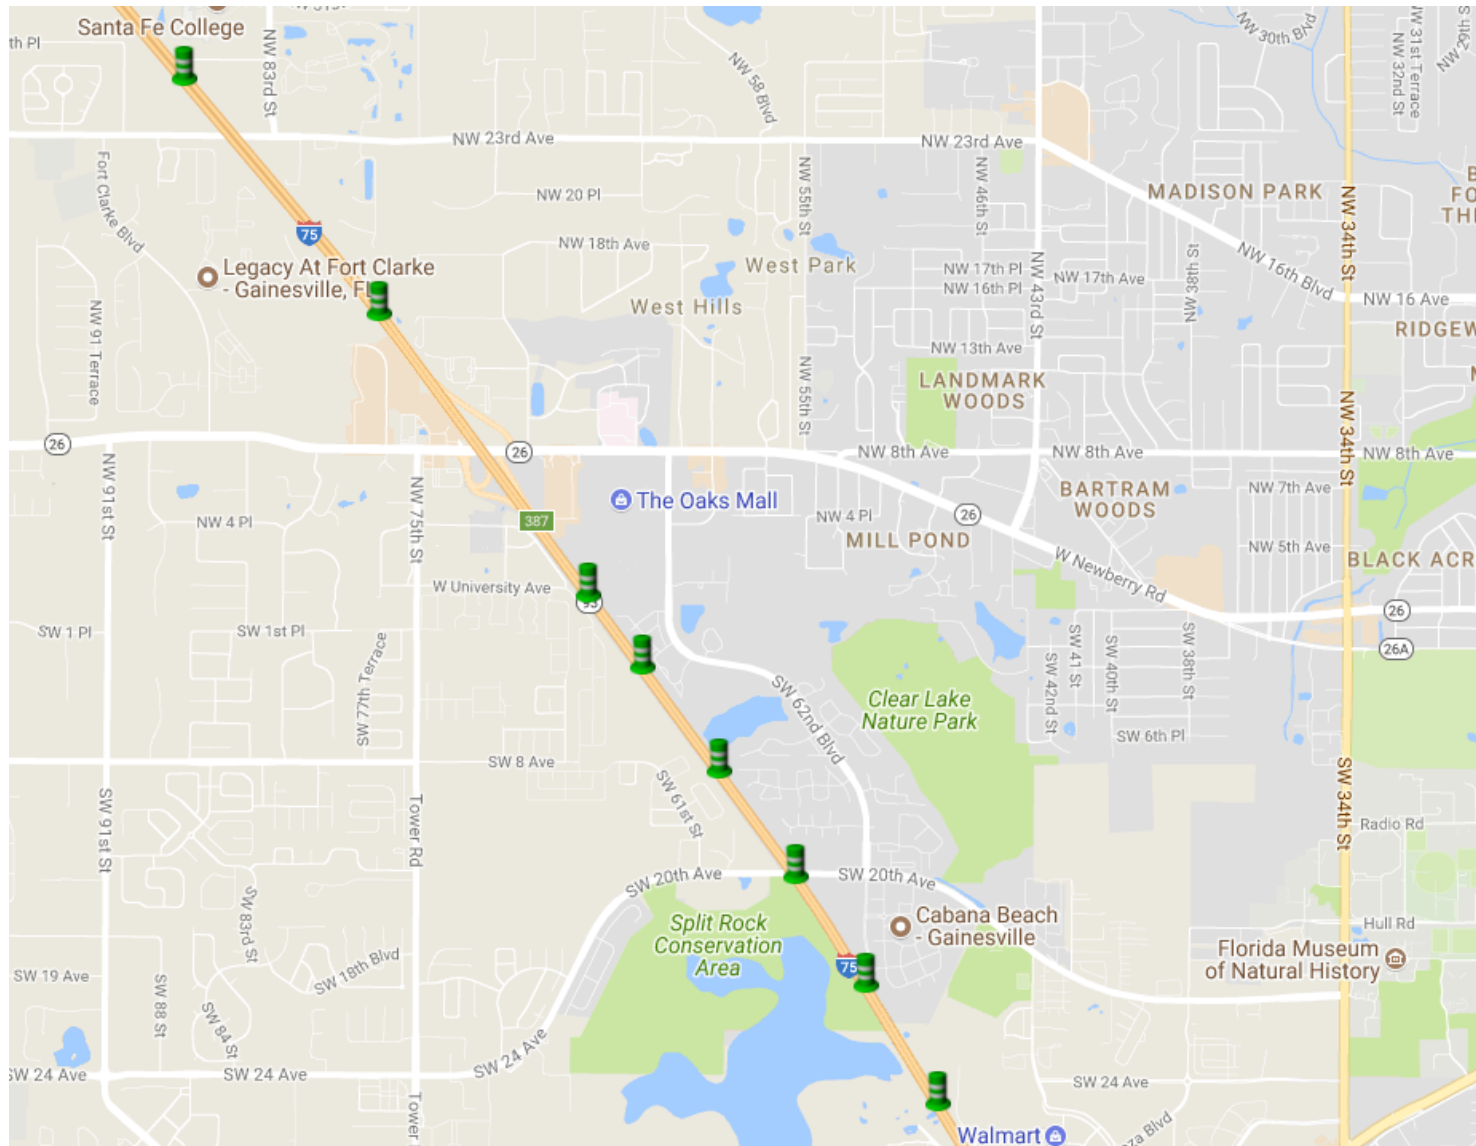 Santa Fe College
th Pl
NW 83rd St
NW 58 Blvd
NW 30th Blvd
NW 31st Terrace
NW 32nd St
NW 29th S
NW 23rd Ave
NW 23rd Ave
Fort Clarke Blvd
NW 20 Pl
NW 55th St
NW 46th St
MADISON PARK
NW 34th St
75
NW 18th Ave
West Park
NW 17th Pl
NW 16th Pl
NW 43rd St
NW 17th Ave
NW 38th St
NW 16th Blvd
Legacy At Fort Clarke
- Gainesville, FL
NW 16 Ave
West Hills
NW 91 Terrace
NW 13th Ave
RIDGEW
LANDMARK
WOODS
NW 55th St
NW 34th St
26
26
NW 8th Ave
NW 8th Ave
NW 8th Ave
NW 91st St
NW 75th St
The Oaks Mall
BARTRAM
WOODS
NW 7th Ave
NW 4 Pl
387
NW 4 Pl
26
MILL POND
NW 5th Ave
BLACK ACR
W University Ave
W Newberry Rd
93
26
SW 1 Pl
SW 1st Pl
26A
SW 77th Terrace
SW 41 St
SW 42nd St
SW 40th St
SW 38th St
SW 62nd Blvd
Clear Lake
Nature Park
SW 6th Pl
SW 8 Ave
SW 61st St
SW 91st St
Tower Rd
SW 34th St
Radio Rd
SW 20th Ave
SW 20th Ave
SW 83rd St
Split Rock
Conservation
Area
Cabana Beach
- Gainesville
Hull Rd
Florida Museum
of Natural History
75
SW 19 Ave
SW 18th Blvd
SW 88 St
SW 84 St
SW 24 Ave
SW 24 Ave
SW 24 Ave
SW 24 Ave
Tower
Walmart
za Blvd